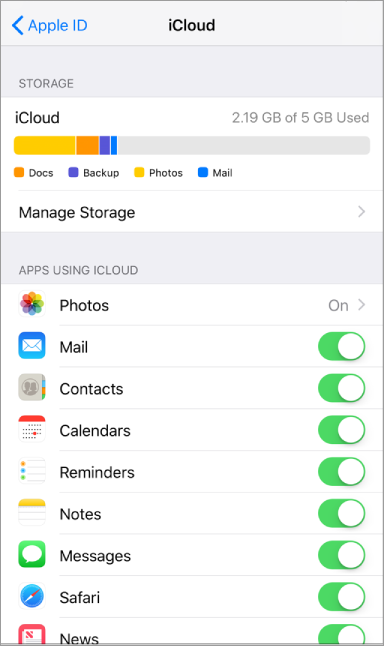 Apple ID
iCloud
STORAGE
iCloud 2.19 GB of 5 GB Used
Docs Backup Photos Mail
Manage Storage
APPS USING ICLOUD
Photos On
Mail
Contacts
Calendars
Reminders
Notes
Messages
Safari
News